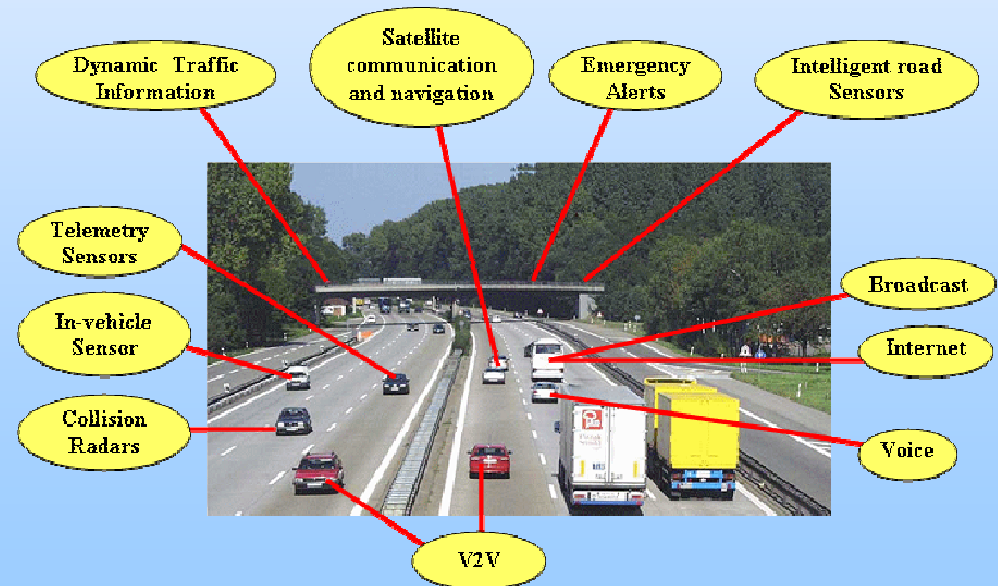 Dynamic Traffic
Information
Satellite
communication
and navigation
Emergency
Alerts
Intelligent road
Sensors
Telemetry
Sensors
Broadcast
In-vehicle
Sensor
Internet
Collision
Radars
Voice
V2V